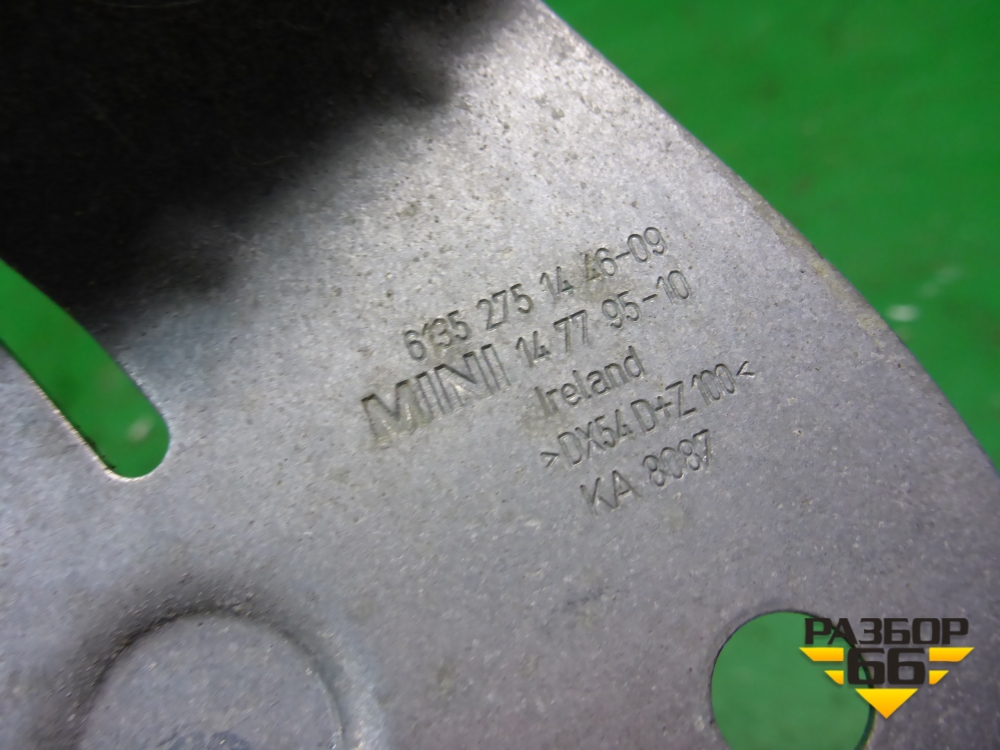 6135 275 14 46-09
MINI 14 77 95-10
Ireland
>DX54 D+Z 100<
KA 8087
РАЗБОР
66